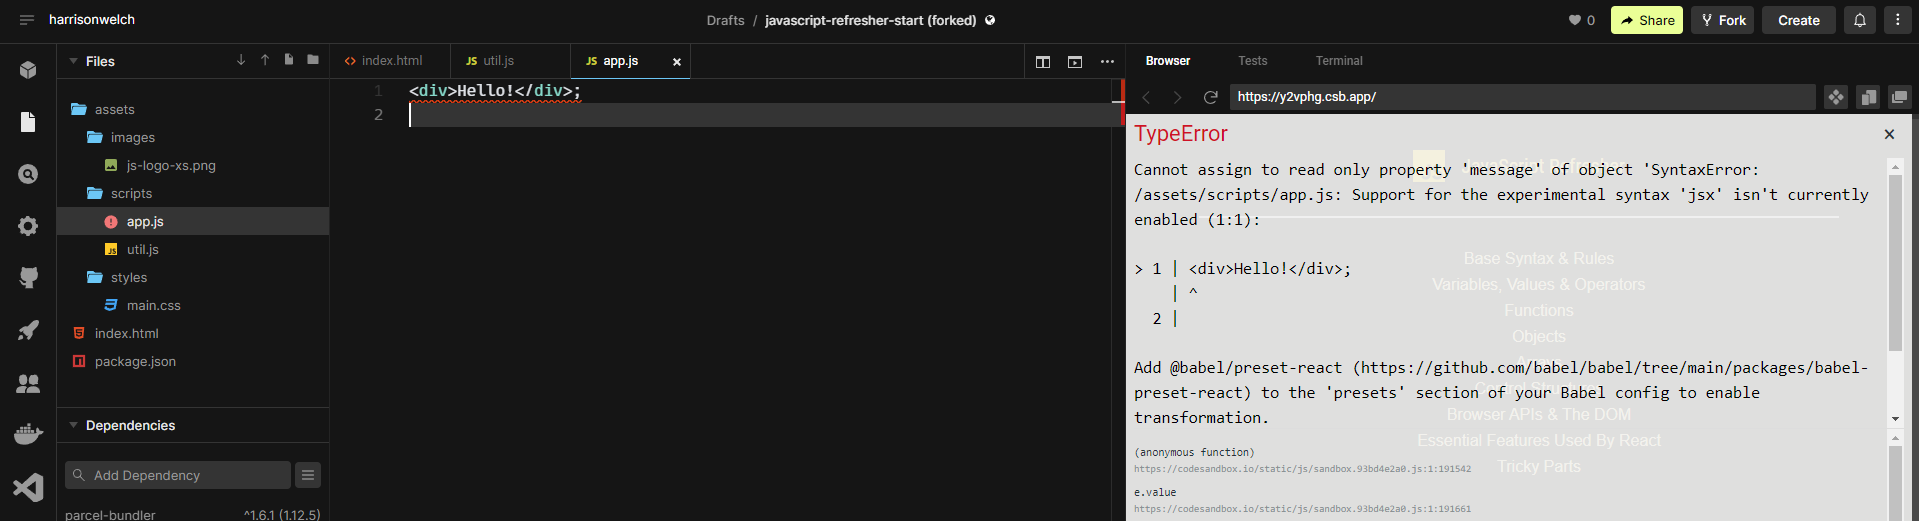 harrisonwelch
Drafts / javascript-refresher-start (forked)
0
Share
Fork
Create
Files
index.html
util.js
app.js
Browser
Tests
Terminal
https://y2vphg.csb.app/
assets
images
js-logo-xs.png
scripts
app.js
util.js
styles
main.css
index.html
package.json
Dependencies
Add Dependency
parcel-bundler ^1.6.1 (1.12.5)
1 <div>Hello!</div>;
2
TypeError
Cannot assign to read only property 'message' of object 'SyntaxError:
/assets/scripts/app.js: Support for the experimental syntax 'jsx' isn't currently
enabled (1:1):
> 1 | <div>Hello!</div>;
| ^
2 |
Add @babel/preset-react (https://github.com/babel/babel/tree/main/packages/babel-
preset-react) to the 'presets' section of your Babel config to enable
transformation.
(anonymous function)
https://codesandbox.io/static/js/sandbox.93bd4e2a0.js:1:191542
e.value
https://codesandbox.io/static/js/sandbox.93bd4e2a0.js:1:191661
JavaScript Refresher
Base Syntax & Rules
Variables, Values & Operators
Functions
Objects
Arrays
Control Structures
Browser APIs & The DOM
Essential Features Used By React
Tricky Parts